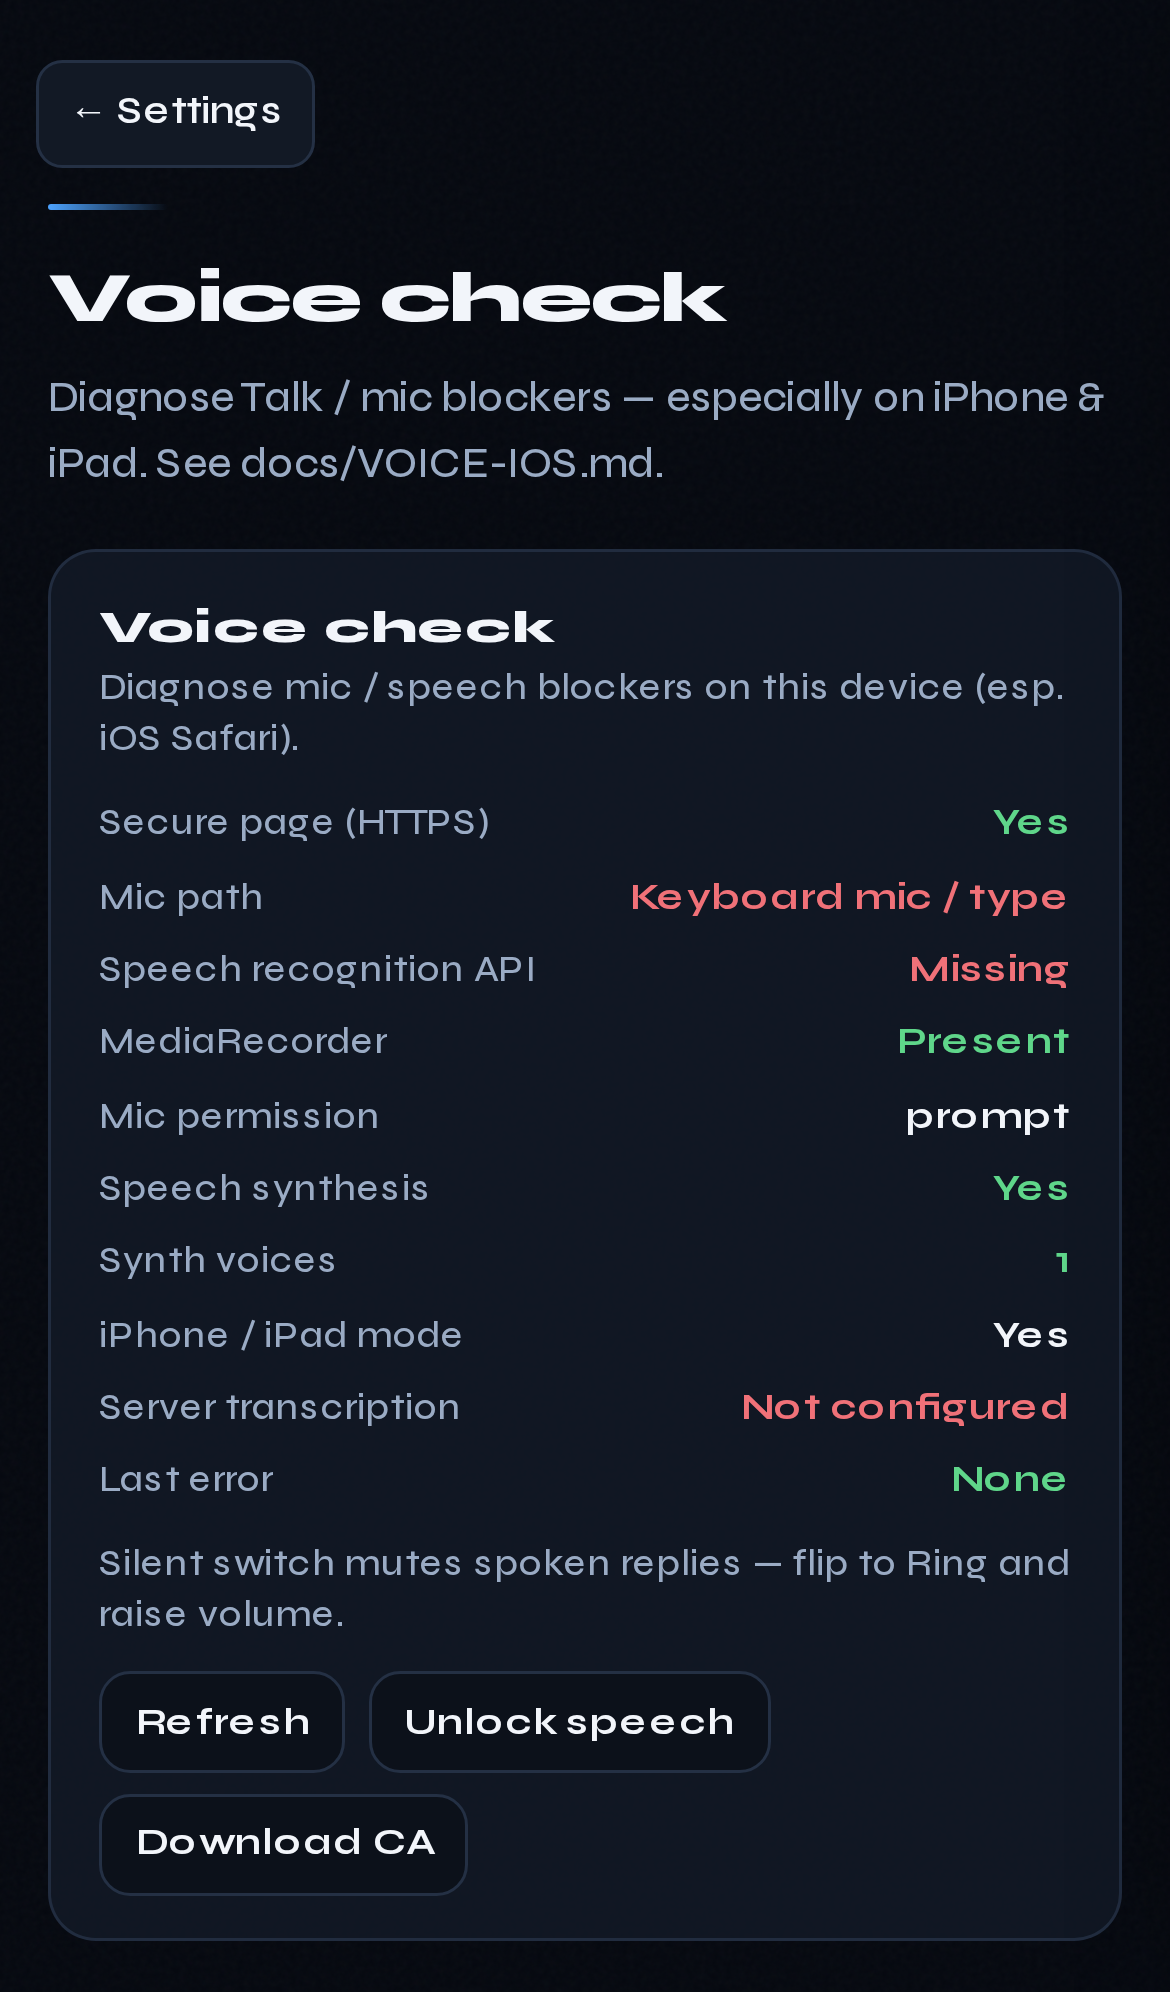 ← Settings
Voice check
Diagnose Talk / mic blockers — especially on iPhone &
iPad. See docs/VOICE-IOS.md.
Voice check
Diagnose mic / speech blockers on this device (esp.
iOS Safari).
Secure page (HTTPS) Yes
Mic path Keyboard mic / type
Speech recognition API Missing
MediaRecorder Present
Mic permission prompt
Speech synthesis Yes
Synth voices 1
iPhone / iPad mode Yes
Server transcription Not configured
Last error None
Silent switch mutes spoken replies — flip to Ring and
raise volume.
Refresh Unlock speech
Download CA